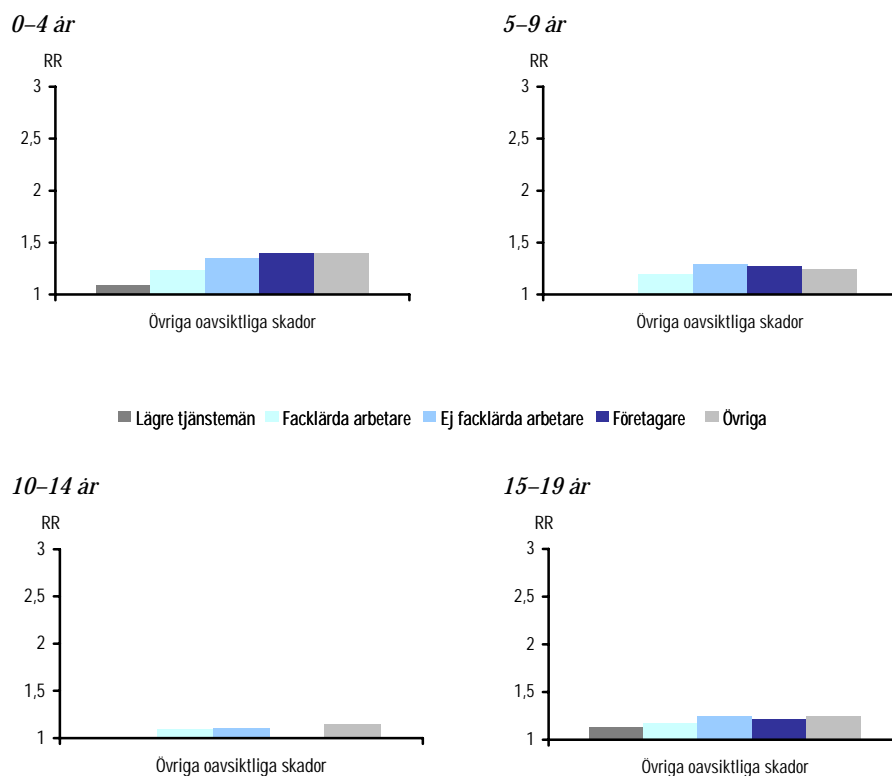 0–4 år
5–9 år
RR
3
2,5
2
1,5
1
Övriga oavsiktliga skador
RR
3
2,5
2
1,5
1
Övriga oavsiktliga skador
Lägre tjänstemän Facklärda arbetare Ej facklärda arbetare Företagare Övriga
10–14 år
15–19 år
RR
3
2,5
2
1,5
1
Övriga oavsiktliga skador
RR
3
2,5
2
1,5
1
Övriga oavsiktliga skador